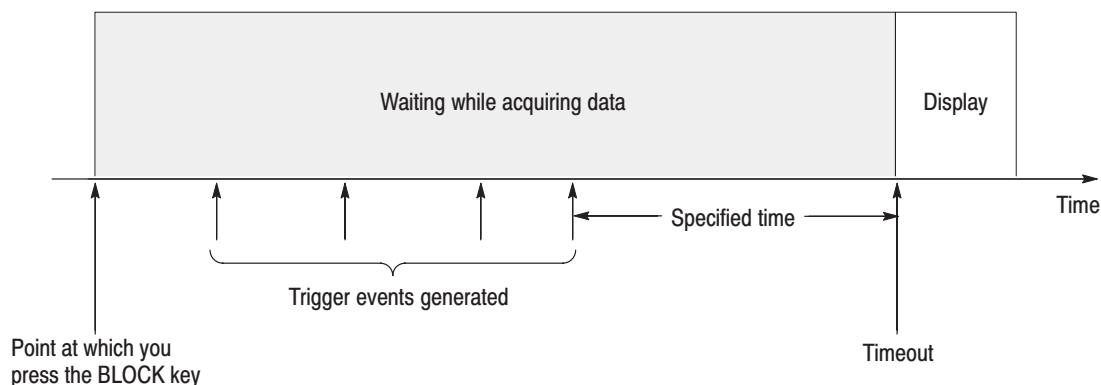 Waiting while acquiring data
Display
Time
Specified time
Trigger events generated
Point at which you
press the BLOCK key
Timeout